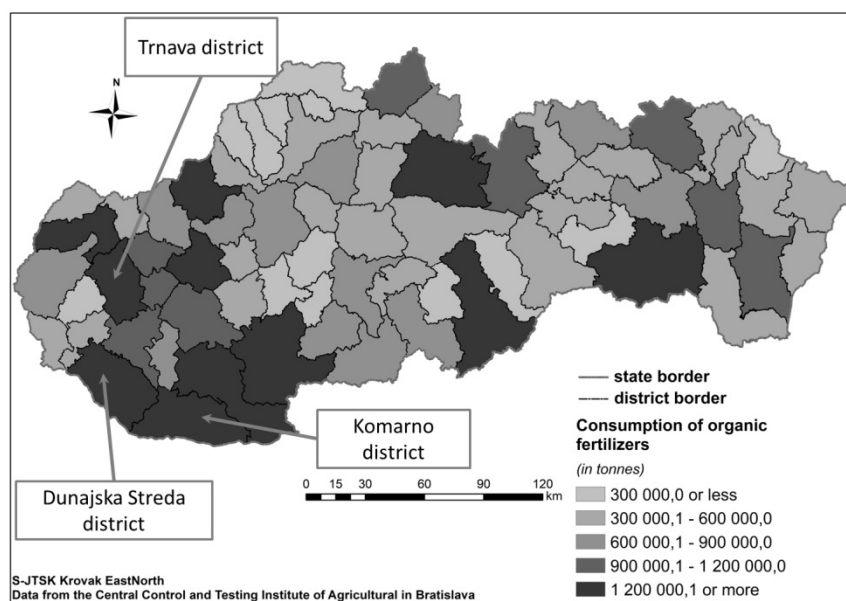 Trnava district
N
Komarno
district
Dunajska Streda
district
0 15 30 60 90 120
km
state border
district border
Consumption of organic
fertilizers
(in tonnes)
300 000,0 or less
300 000,1 - 600 000,0
600 000,1 - 900 000,0
900 000,1 - 1 200 000,0
1 200 000,1 or more
S-JTSK Krovak EastNorth
Data from the Central Control and Testing Institute of Agricultural in Bratislava